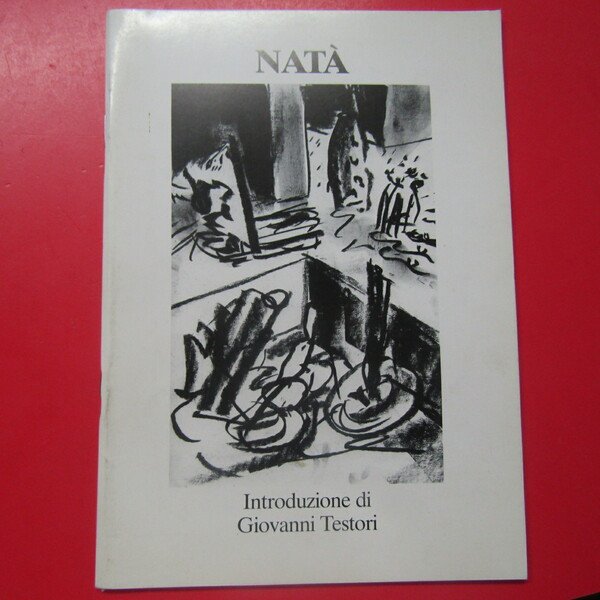 NATÀ
Introduzione di
Giovanni Testori